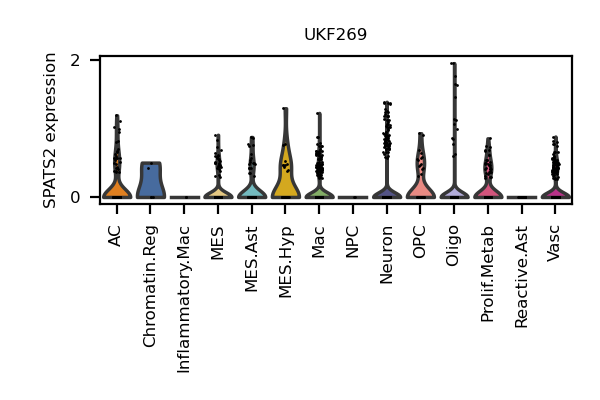 UKF269
SPATS2 expression
2
0
AC
Chromatin.Reg
Inflammatory.Mac
MES
MES.Ast
MES.Hyp
Mac
NPC
Neuron
OPC
Oligo
Prolif.Metab
Reactive.Ast
Vasc